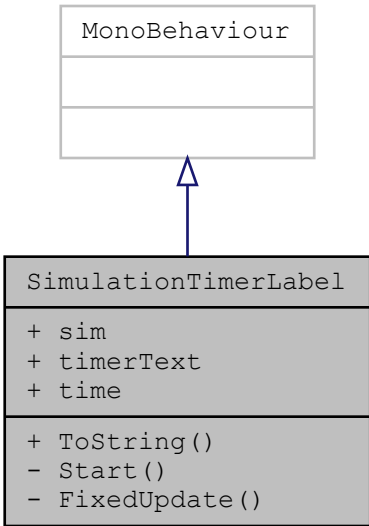 MonoBehaviour
SimulationTimerLabel
+ sim
+ timerText
+ time
+ ToString()
- Start()
- FixedUpdate()